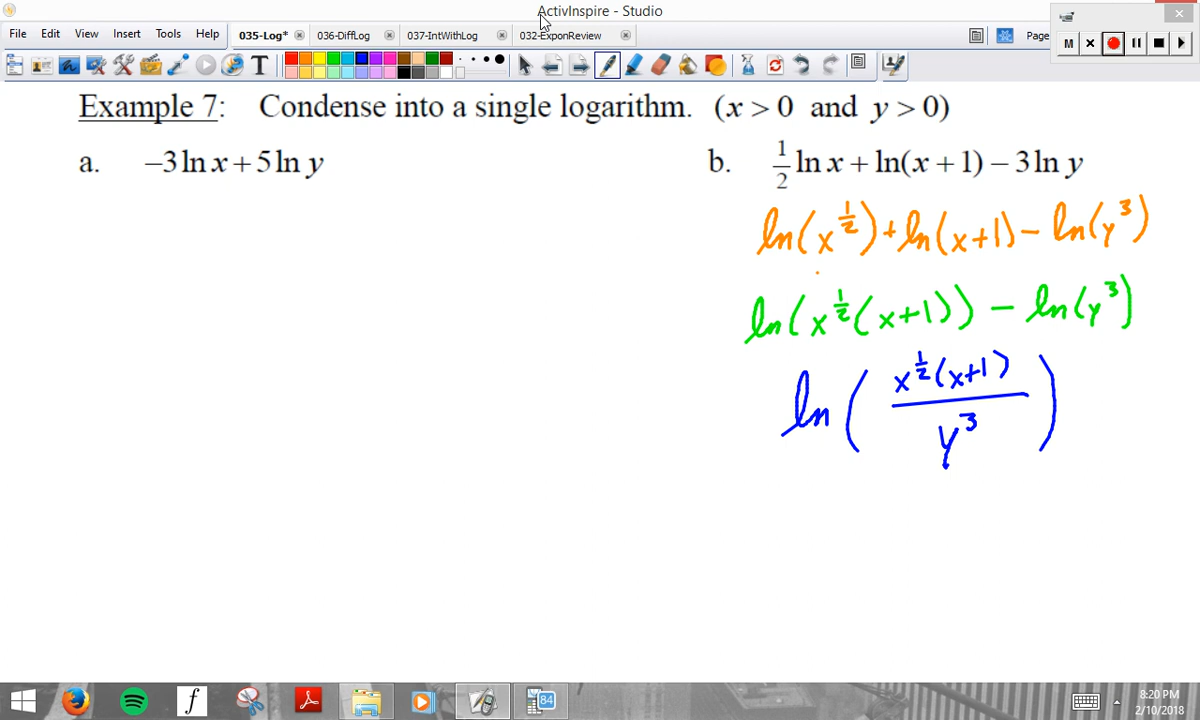 ActivInspire - Studio
File Edit View Insert Tools Help 035-Log* 036-DiffLog 037-IntWithLog 032-ExponReview Page
M
T
Example 7: Condense into a single logarithm. (x > 0 and y > 0)
a. −3 ln x + 5 ln y
b. 1/2 ln x + ln(x + 1) − 3 ln y
ln(x^1/2) + ln(x+1) − ln(y^3)
ln(x^1/2(x+1)) − ln(y^3)
ln(x^1/2(x+1) / y^3)
f 84
8:20 PM
2/10/2018